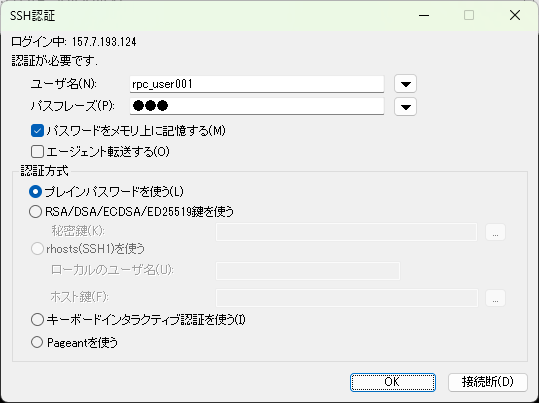 SSH認証
ログイン中: 157.7.193.124
認証が必要です.
ユーザ名(N): rpc_user001
パスフレーズ(P): ●●●
パスワードをメモリ上に記憶する(M)
エージェント転送する(O)
認証方式
プレインパスワードを使う(L)
RSA/DSA/ECDSA/ED25519鍵を使う
秘密鍵(K): ...
rhosts(SSH1)を使う
ローカルのユーザ名(U):
ホスト鍵(F): ...
キーボードインタラクティブ認証を使う(I)
Pageantを使う
OK 接続断(D)